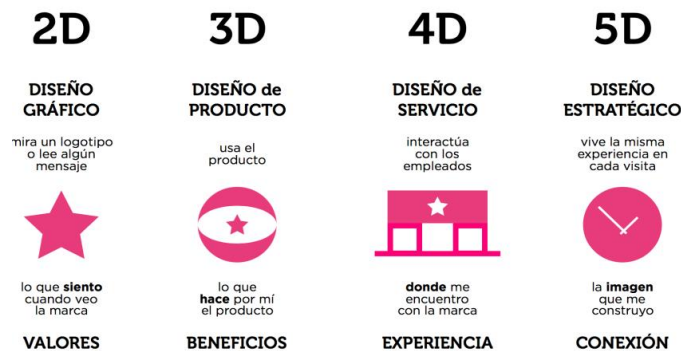 2D
DISEÑO
GRÁFICO
mira un logotipo
o lee algún
mensaje
lo que siento
cuando veo
la marca
VALORES
3D
DISEÑO de
PRODUCTO
usa el
producto
lo que
hace por mí
el producto
BENEFICIOS
4D
DISEÑO de
SERVICIO
interactúa
con los
empleados
donde me
encuentro
con la marca
EXPERIENCIA
5D
DISEÑO
ESTRATÉGICO
vive la misma
experiencia en
cada visita
la imagen
que me
construyo
CONEXIÓN